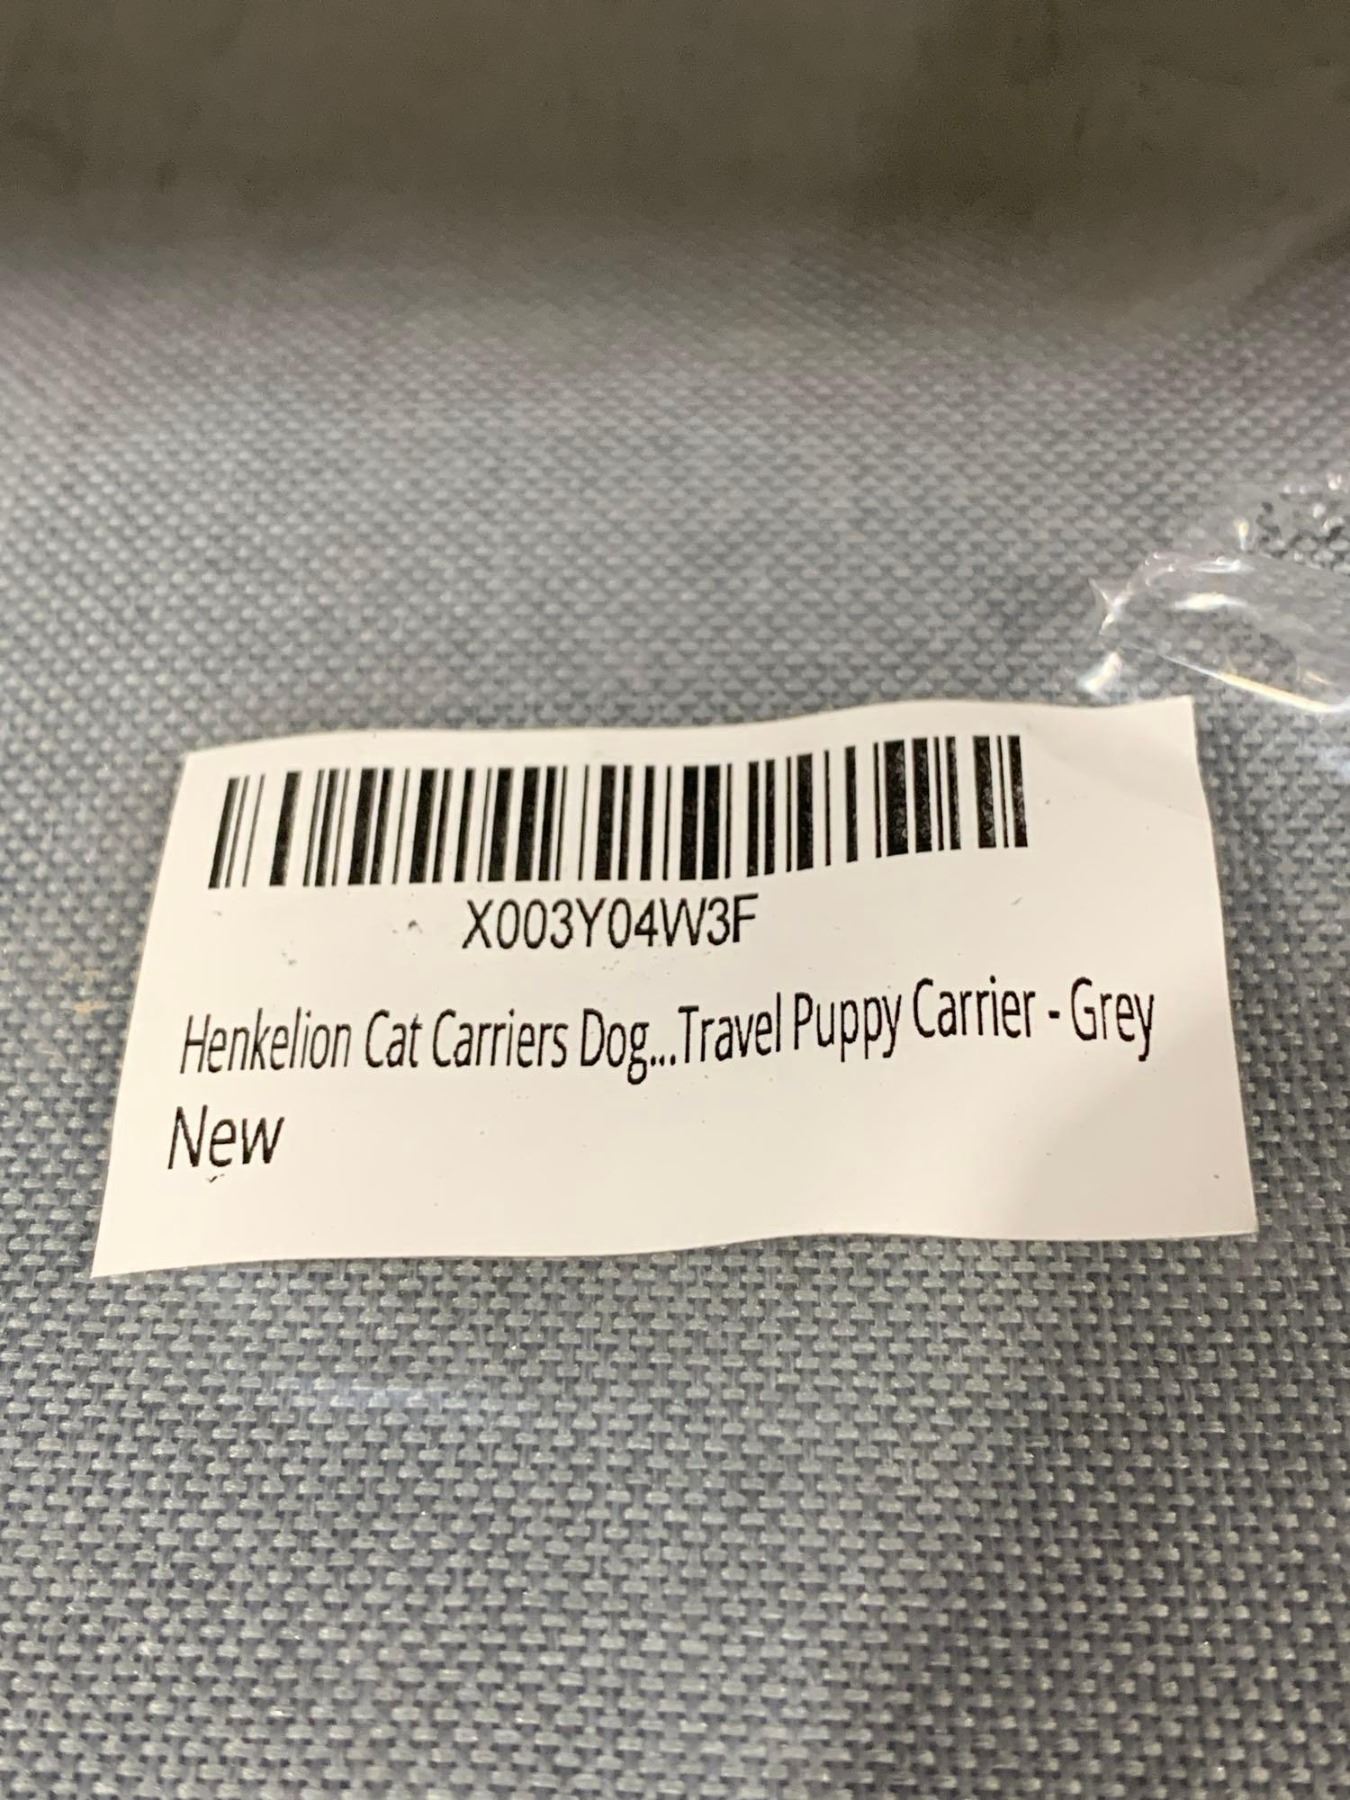 X003Y04W3F
Henkelion Cat Carriers Dog...Travel Puppy Carrier - Grey
New